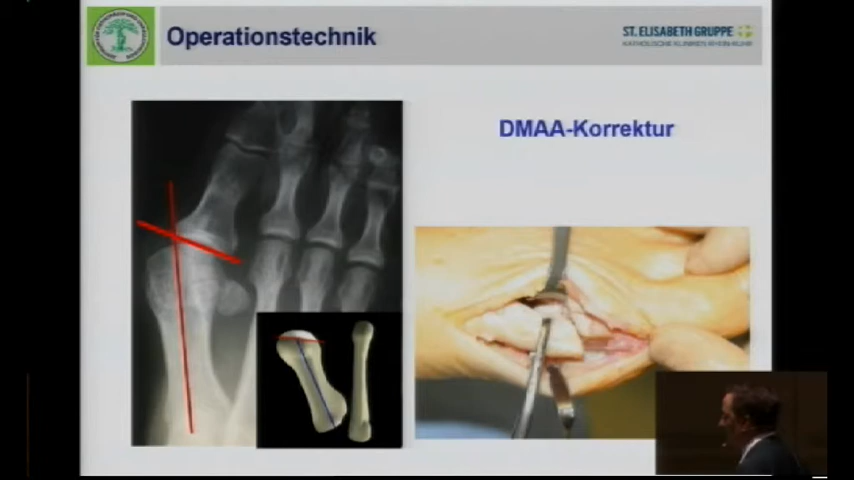 Operationstechnik
ST. ELISABETH GRUPPE
KATHOLISCHE KLINIKEN RHEIN-RUHR
DMAA-Korrektur